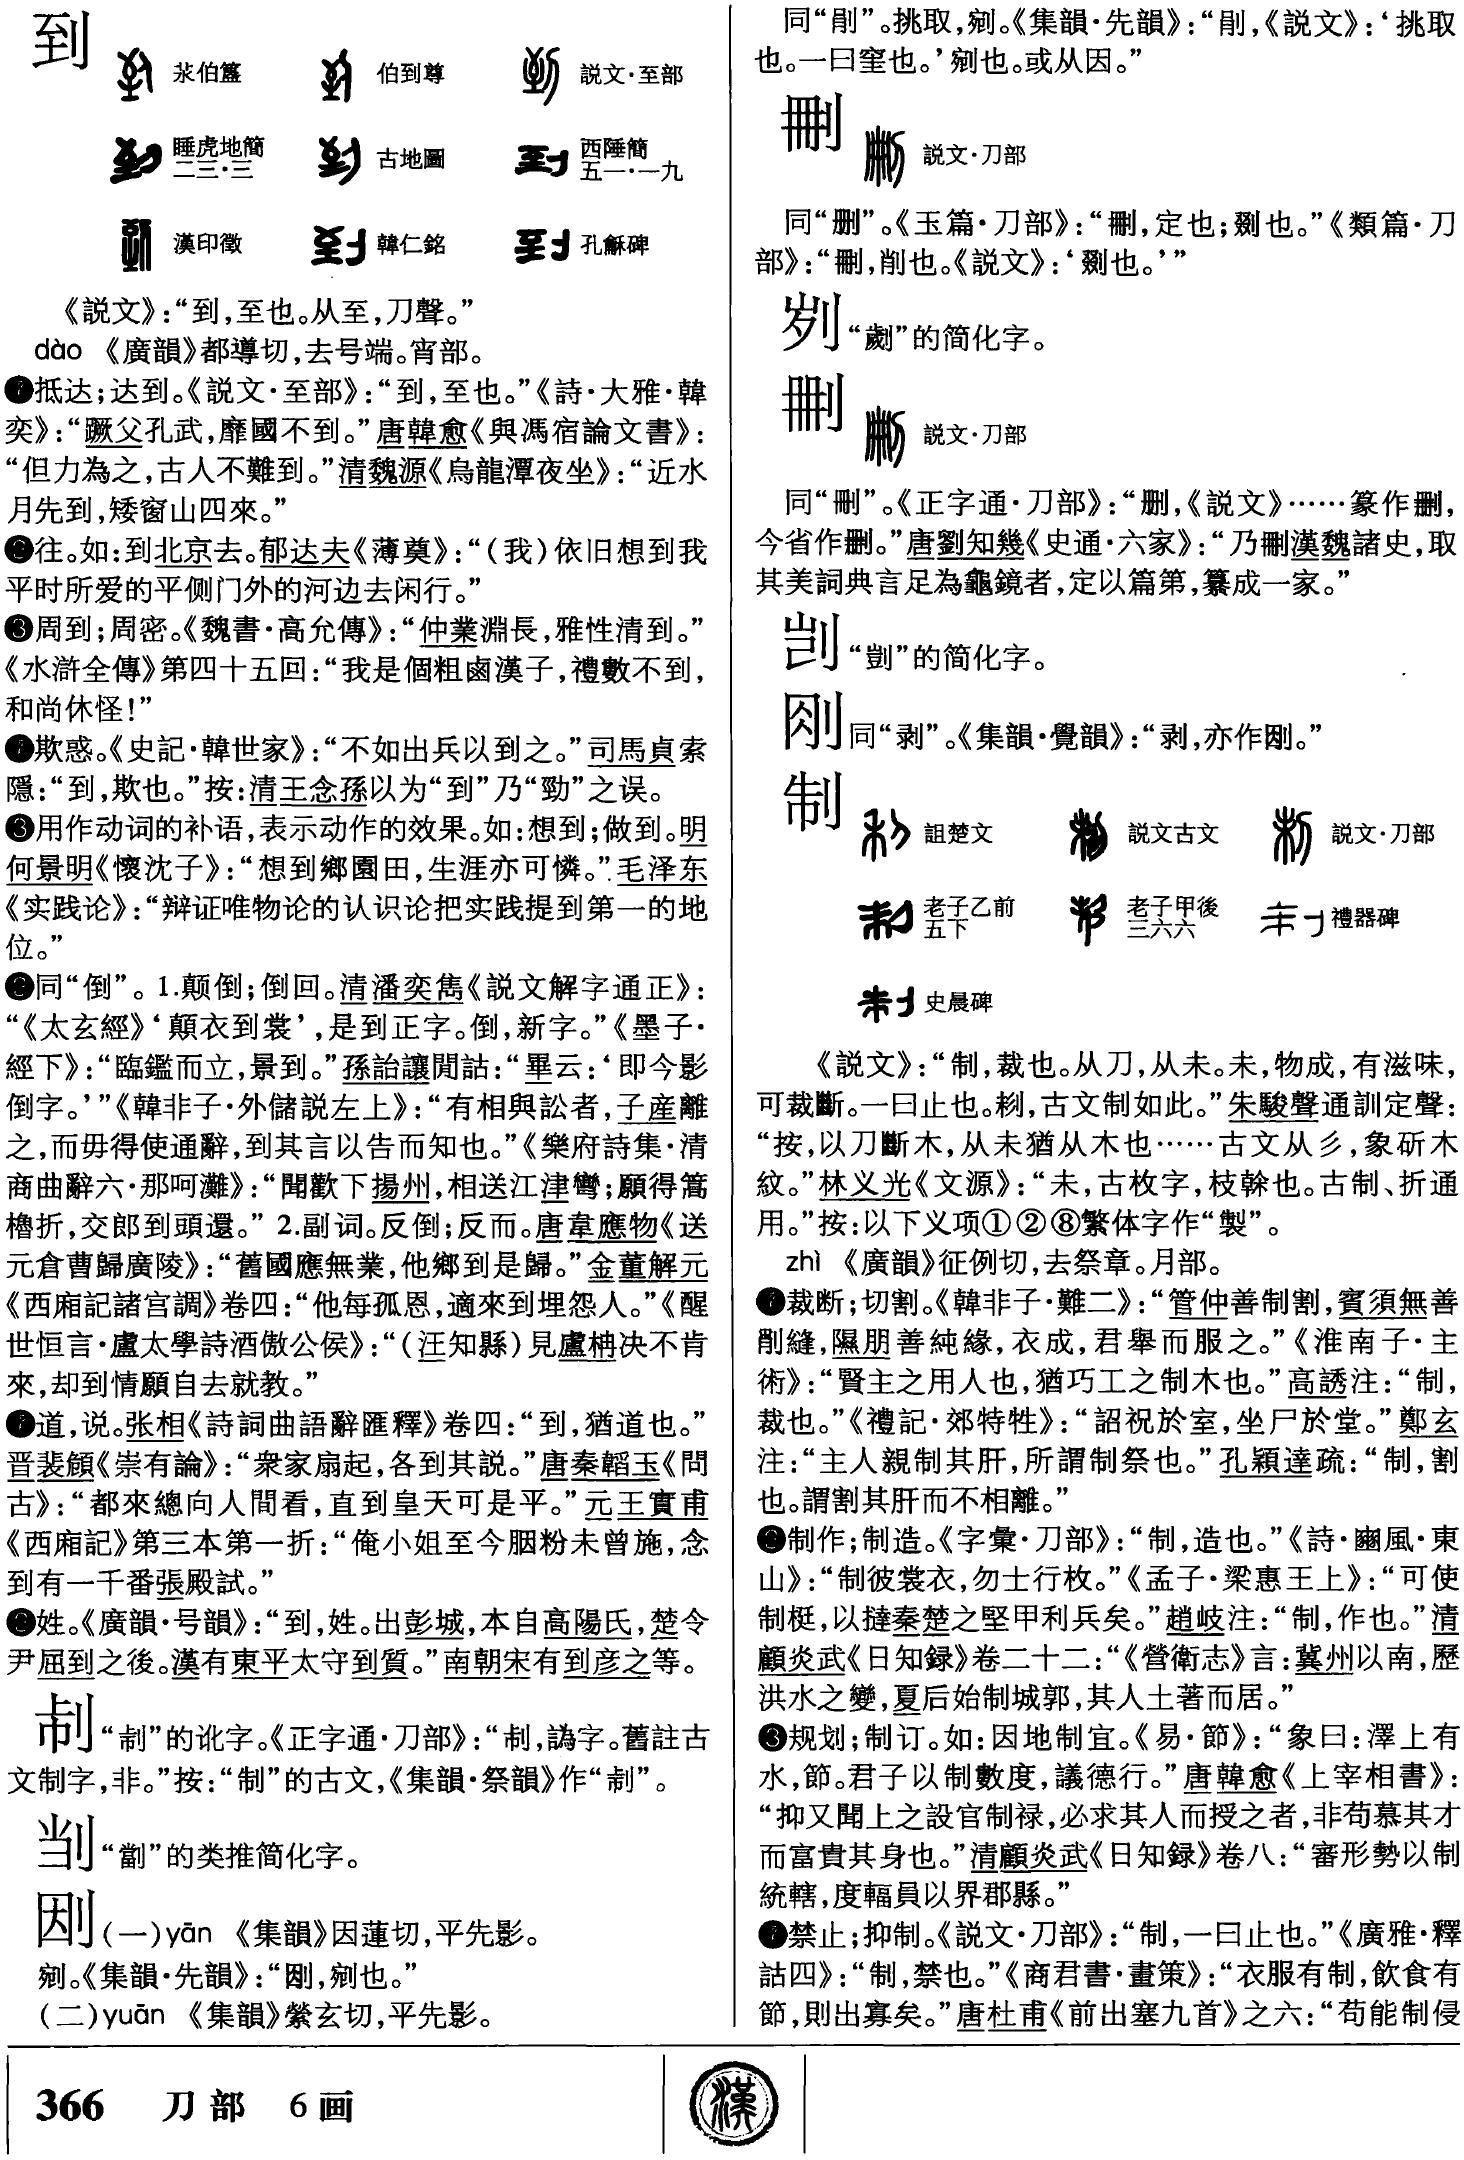 到
㳄伯簋 伯到尊 説文·至部
睡虎地簡二三·三 古地圖 西陲簡五一·一九
漢印徵 韓仁銘 孔龢碑
《説文》：“到，至也。从至，刀聲。”
dào 《廣韻》都導切，去号端。宵部。
抵达；达到。《説文·至部》：“到，至也。”《詩·大雅·韓
奕》：“蹶父孔武，靡國不到。”唐韓愈《與馮宿論文書》：
“但力為之，古人不難到。”清魏源《烏龍潭夜坐》：“近水
月先到，矮窗山四來。”
❷往。如：到北京去。郁达夫《薄奠》：“（我）依旧想到我
平时所爱的平侧门外的河边去闲行。”
❸周到；周密。《魏書·高允傳》：“仲業淵長，雅性清到。”
《水滸全傳》第四十五回：“我是個粗鹵漢子，禮數不到，
和尚休怪！”
欺惑。《史記·韓世家》：“不如出兵以到之。”司馬貞索
隱：“到，欺也。”按：清王念孫以为“到”乃“勁”之误。
❸用作动词的补语，表示动作的效果。如：想到；做到。明
何景明《懷沈子》：“想到鄉園田，生涯亦可憐。”毛泽东
《实践论》：“辩证唯物论的认识论把实践提到第一的地
位。”
❷同“倒”。1.颠倒；倒回。清潘奕雋《説文解字通正》：
“《太玄經》‘顛衣到裳’，是到正字。倒，新字。”《墨子·
經下》：“臨鑑而立，景到。”孫詒讓閒詁：“畢云：‘即今影
倒字。’”《韓非子·外儲説左上》：“有相與訟者，子産離
之，而毋得使通辭，到其言以告而知也。”《樂府詩集·清
商曲辭六·那呵灘》：“聞歡下揚州，相送江津彎；願得篙
櫓折，交郎到頭還。” 2.副词。反倒；反而。唐韋應物《送
元倉曹歸廣陵》：“舊國應無業，他鄉到是歸。”金董解元
《西廂記諸宫調》卷四：“他每孤恩，適來到埋怨人。”《醒
世恒言·盧太學詩酒傲公侯》：“（汪知縣）見盧柟决不肯
來，却到情願自去就教。”
道，说。张相《詩詞曲語辭匯釋》卷四：“到，猶道也。”
晋裴頠《崇有論》：“衆家扇起，各到其説。”唐秦韜玉《問
古》：“都來總向人間看，直到皇天可是平。”元王實甫
《西廂記》第三本第一折：“俺小姐至今胭粉未曾施，念
到有一千番張殿試。”
❷姓。《廣韻·号韻》：“到，姓。出彭城，本自高陽氏，楚令
尹屈到之後。漢有東平太守到質。”南朝宋有到彦之等。
“𠜂”的讹字。《正字通·刀部》：“，譌字。舊註古
文制字，非。”按：“制”的古文，《集韻·祭韻》作“”。
“劏”的类推简化字。
㓩（一）yān 《集韻》因蓮切，平先影。
剜。《集韻·先韻》：“㓩，剜也。”
（二）yuān 《集韻》縈玄切，平先影。
同“剈”。挑取，剜。《集韻·先韻》：“剈，《説文》：‘挑取
也。一曰窐也。’剜也。或从因。”
刪
説文·刀部
同“删”。《玉篇·刀部》：“刪，定也；剟也。”《類篇·刀
部》：“刪，削也。《説文》：‘剟也。’”
刿“劌”的简化字。
删
説文·刀部
同“刪”。《正字通·刀部》：“删，《説文》……篆作刪，
今省作删。”唐劉知幾《史通·六家》：“乃刪漢魏諸史，取
其美詞典言足為龜鏡者，定以篇第，纂成一家。”
剀“剴”的简化字。
同“剥”。《集韻·覺韻》：“剥，亦作。”
制
詛楚文 説文古文 説文·刀部
老子乙前五下 老子甲後三六六 禮器碑
史晨碑
《説文》：“制，裁也。从刀，从未。未，物成，有滋味，
可裁斷。一曰止也。𠛐，古文制如此。”朱駿聲通訓定聲：
“按，以刀斷木，从未猶从木也……古文从彡，象斫木
紋。”林义光《文源》：“未，古枚字，枝榦也。古制、折通
用。”按：以下义项①②⑧繁体字作“製”。
zhì 《廣韻》征例切，去祭章。月部。
裁断；切割。《韓非子·難二》：“管仲善制割，賓須無善
削縫，隰朋善純緣，衣成，君舉而服之。”《淮南子·主
術》：“賢主之用人也，猶巧工之制木也。”高誘注：“制，
裁也。”《禮記·郊特牲》：“詔祝於室，坐尸於堂。”鄭玄
注：“主人親制其肝，所謂制祭也。”孔穎達疏：“制，割
也。謂割其肝而不相離。”
❷制作；制造。《字彙·刀部》：“制，造也。”《詩·豳風·東
山》：“制彼裳衣，勿士行枚。”《孟子·梁惠王上》：“可使
制梃，以撻秦楚之堅甲利兵矣。”趙岐注：“制，作也。”清
顧炎武《日知録》卷二十二：“《營衛志》言：冀州以南，歷
洪水之變，夏后始制城郭，其人土著而居。”
❸规划；制订。如：因地制宜。《易·節》：“象曰：澤上有
水，節。君子以制數度，議德行。”唐韓愈《上宰相書》：
“抑又聞上之設官制禄，必求其人而授之者，非苟慕其才
而富貴其身也。”清顧炎武《日知録》卷八：“審形勢以制
統轄，度輻員以界郡縣。”
禁止；抑制。《説文·刀部》：“制，一曰止也。”《廣雅·釋
詁四》：“制，禁也。”《商君書·畫策》：“衣服有制，飲食有
節，則出寡矣。”唐杜甫《前出塞九首》之六：“苟能制侵
366 刀部 6画
漢